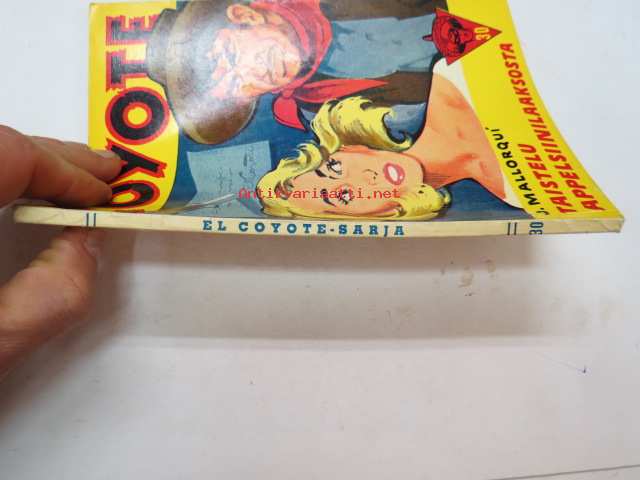 COYOTE
30
J. MALLORQUÍ
TAISTELU
APPELSIINILAAKSOSTA
EL COYOTE-SARJA
30
Antikvariaatti.net